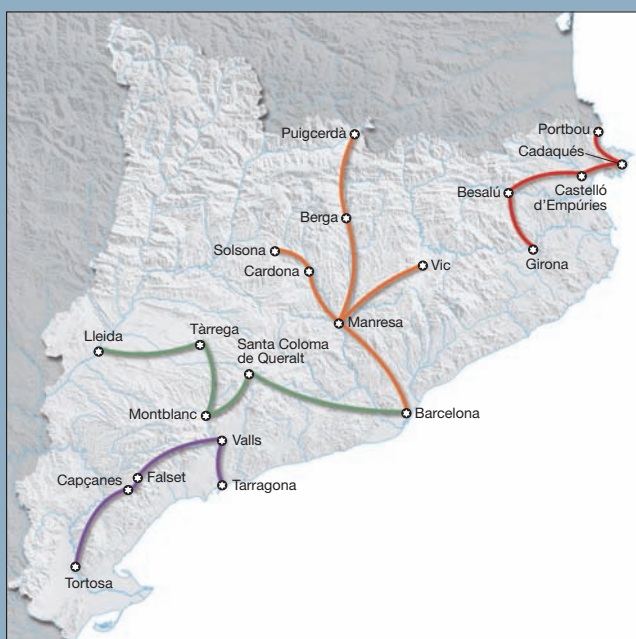 Puigcerdà
Portbou
Cadaqués
Besalú
Castelló
d'Empúries
Berga
Solsona
Vic
Girona
Cardona
Manresa
Tàrrega
Lleida
Santa Coloma
de Queralt
Montblanc
Barcelona
Valls
Capçanes
Falset
Tarragona
Tortosa